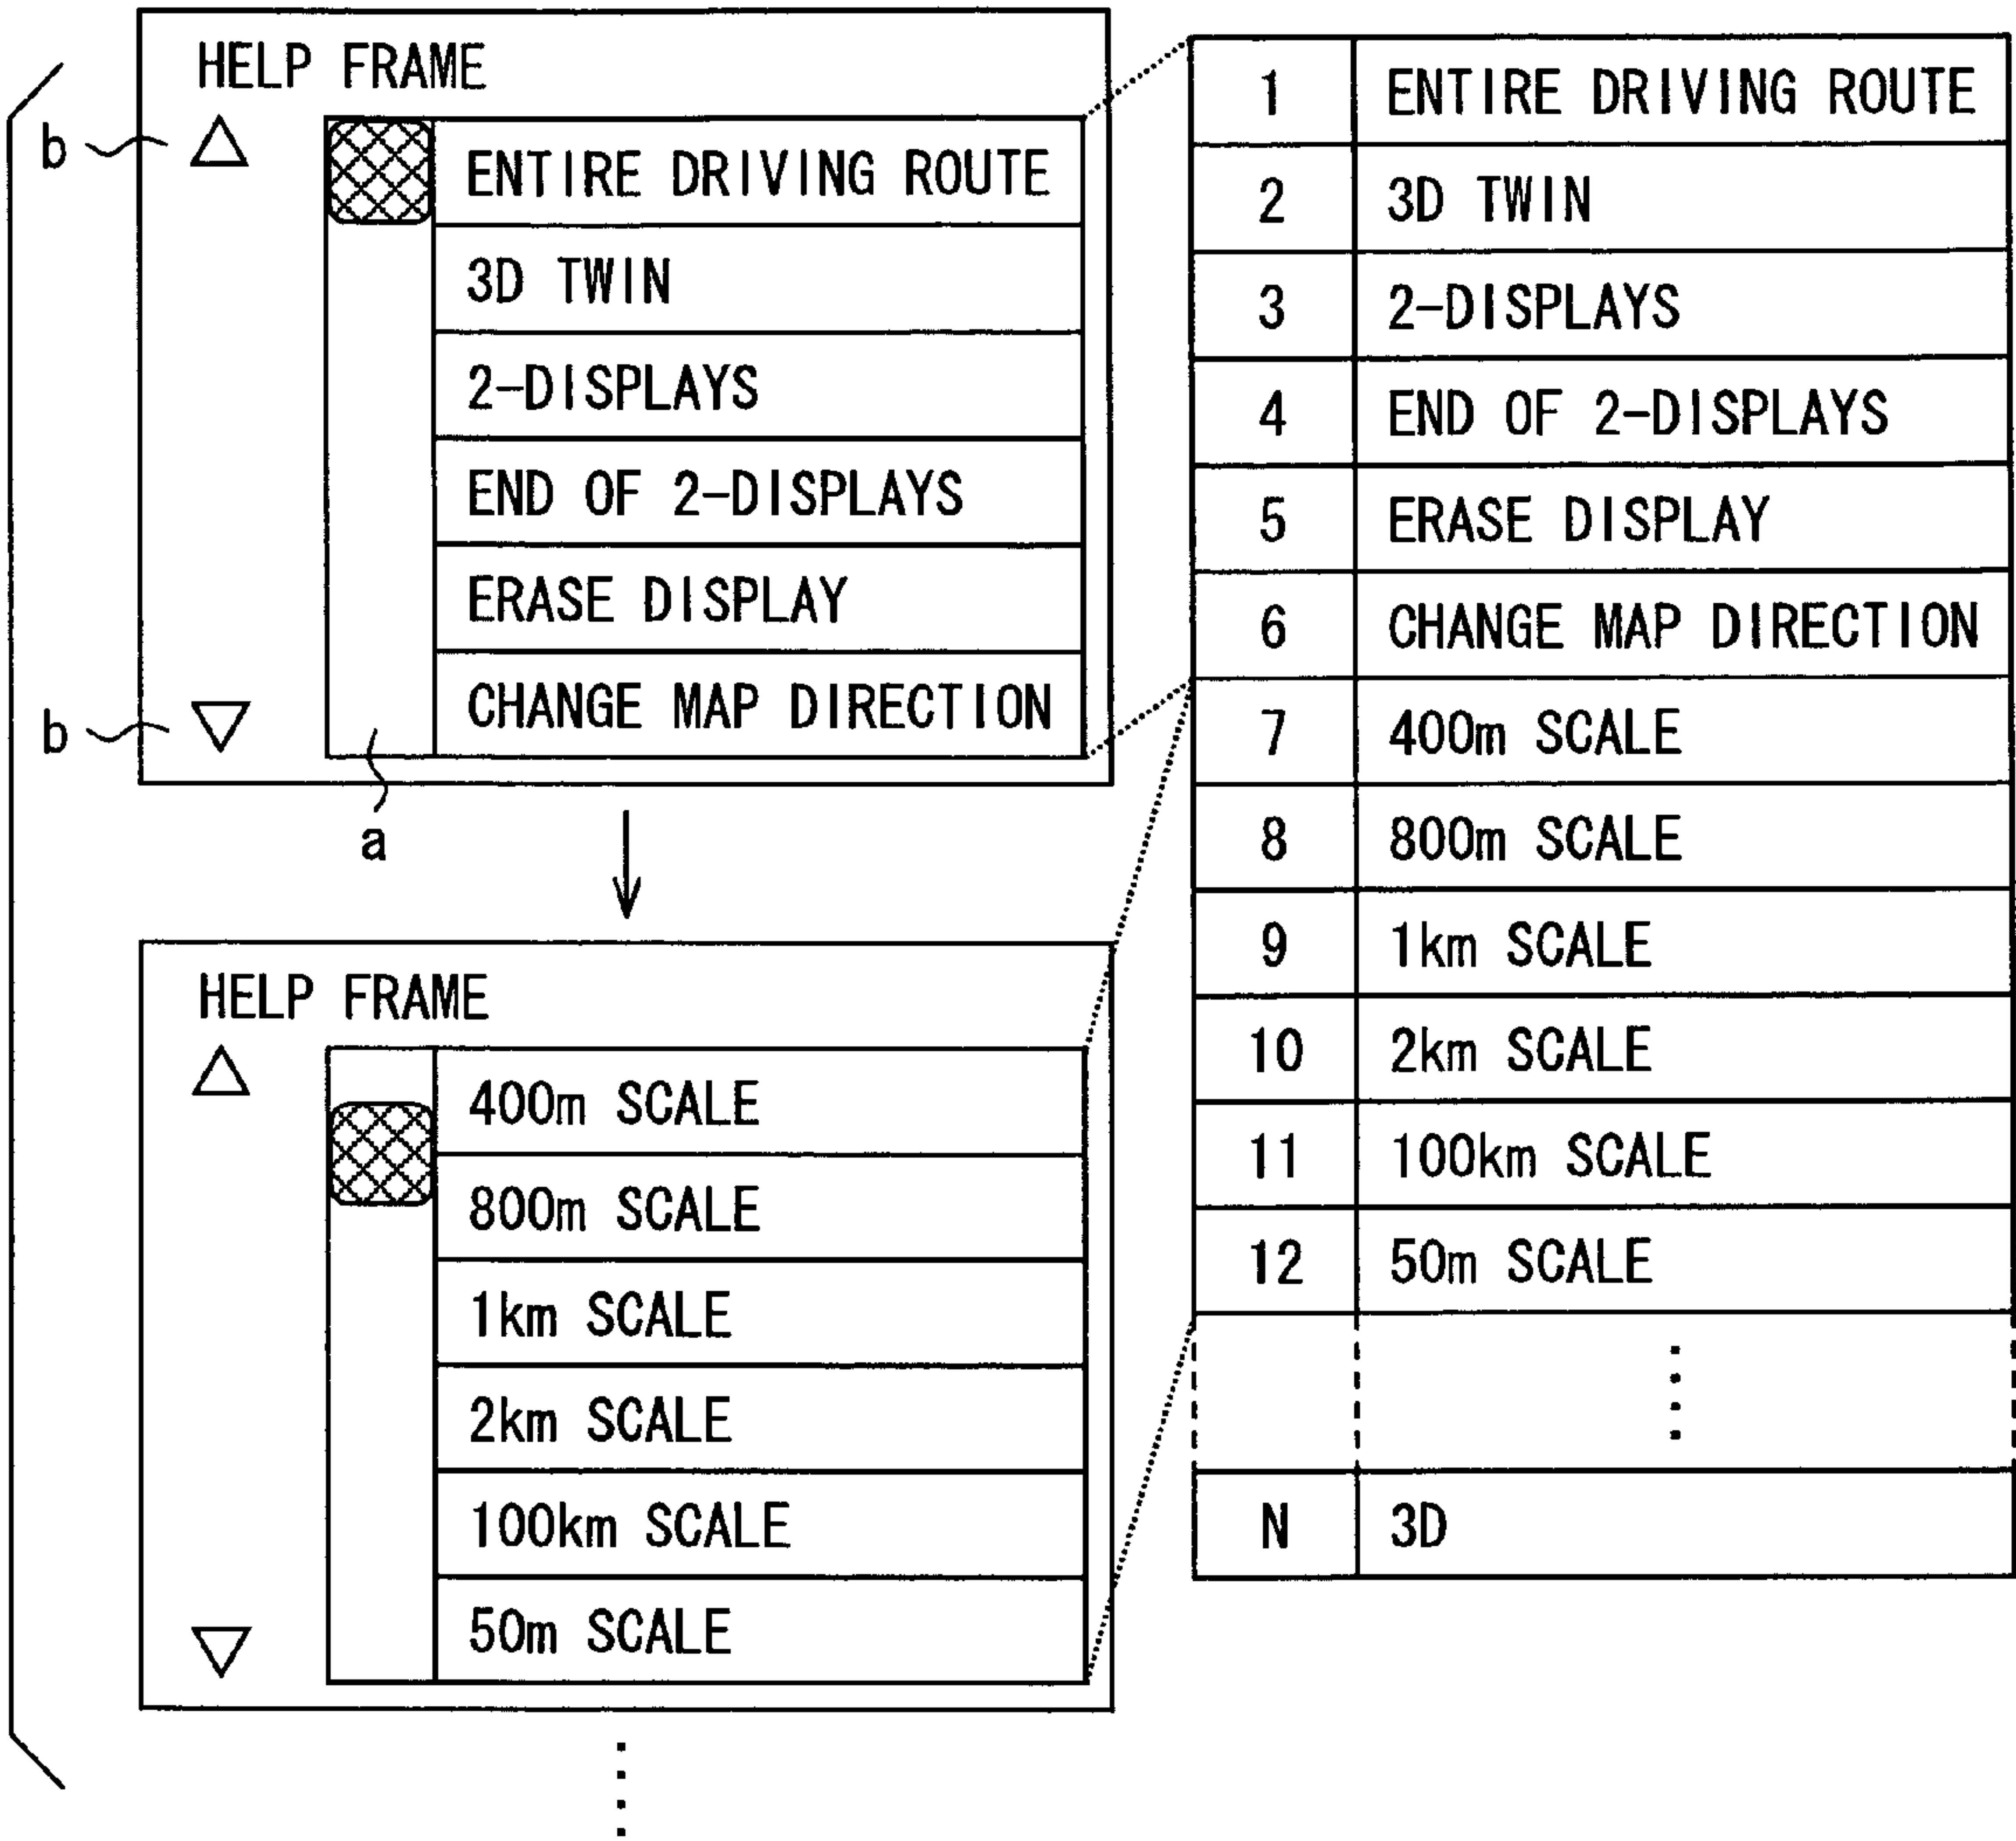 HELP FRAME
b
ENTIRE DRIVING ROUTE
3D TWIN
2-DISPLAYS
END OF 2-DISPLAYS
ERASE DISPLAY
b
CHANGE MAP DIRECTION
a
HELP FRAME
400m SCALE
800m SCALE
1km SCALE
2km SCALE
100km SCALE
50m SCALE
1 ENTIRE DRIVING ROUTE
2 3D TWIN
3 2-DISPLAYS
4 END OF 2-DISPLAYS
5 ERASE DISPLAY
6 CHANGE MAP DIRECTION
7 400m SCALE
8 800m SCALE
9 1km SCALE
10 2km SCALE
11 100km SCALE
12 50m SCALE
N 3D